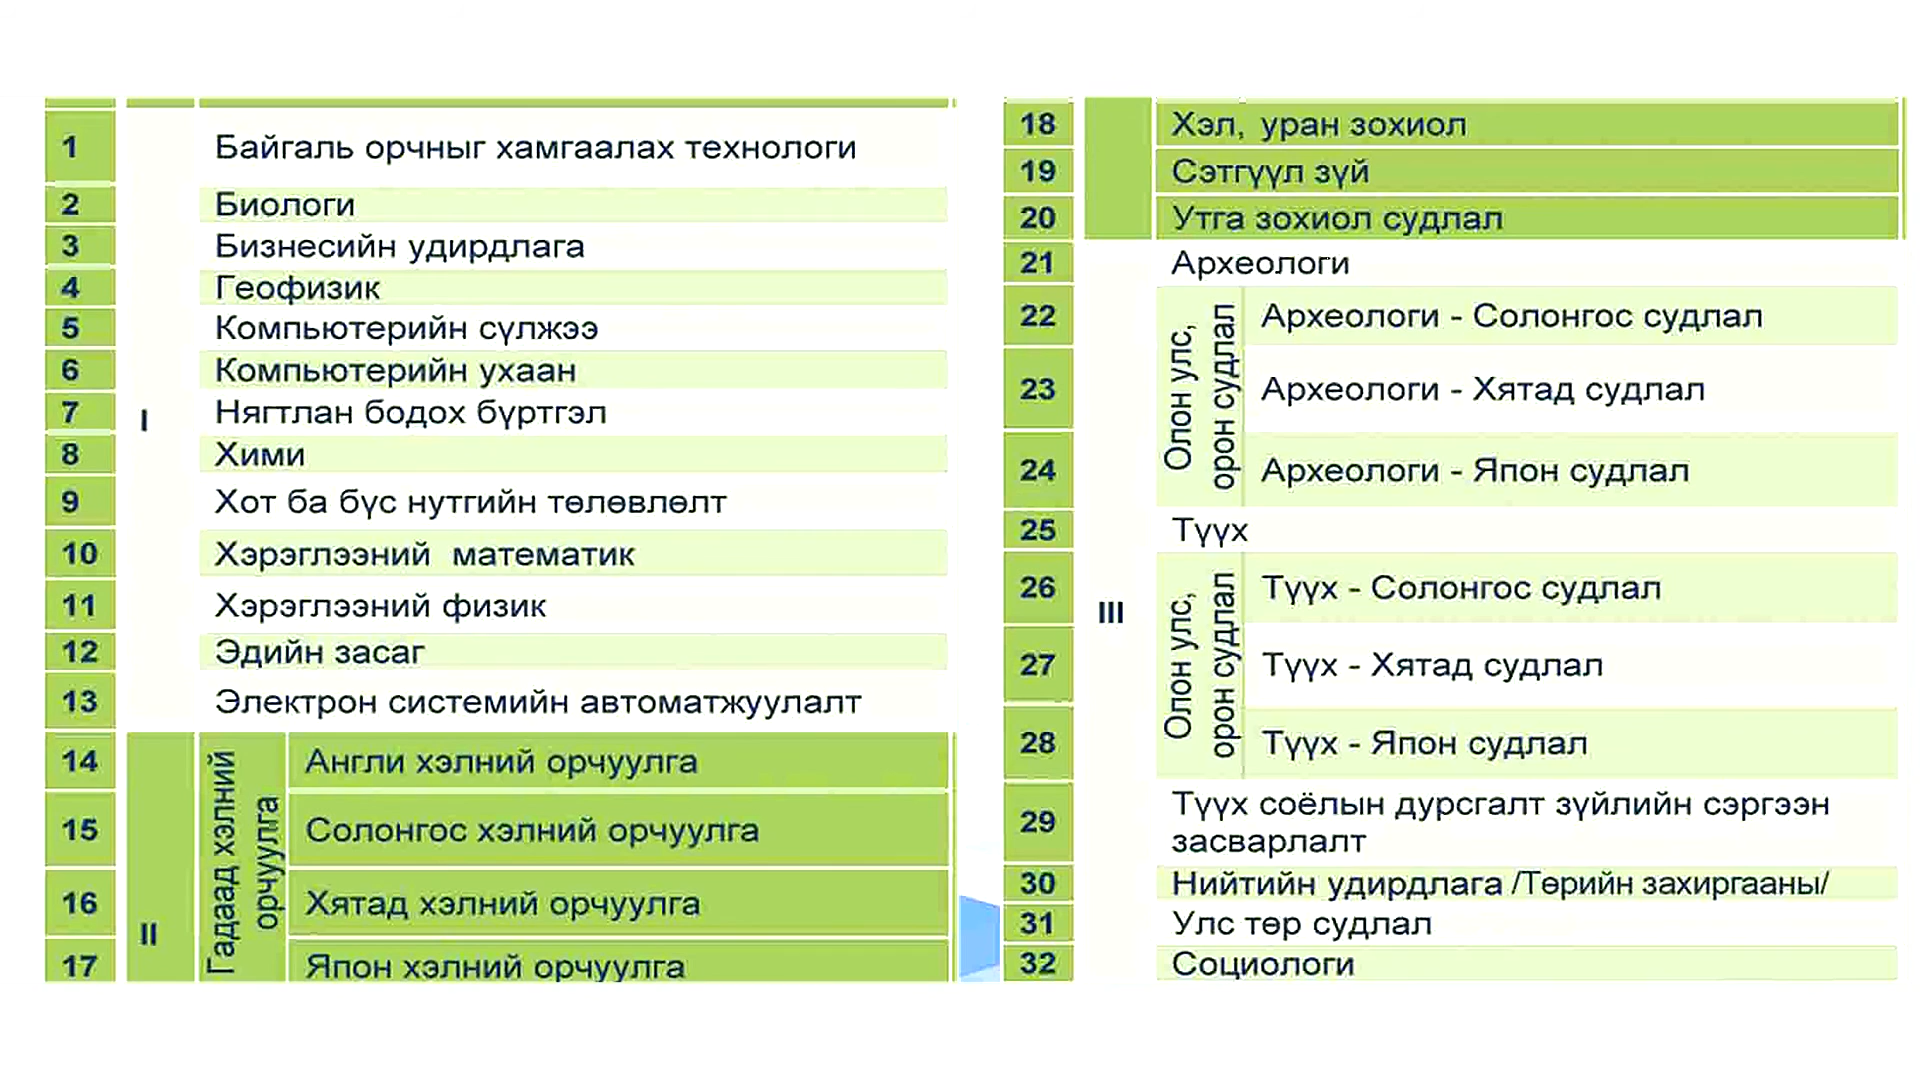 1 Байгаль орчныг хамгаалах технологи
2 Биологи
3 Бизнесийн удирдлага
4 Геофизик
5 Компьютерийн сүлжээ
6 Компьютерийн ухаан
7 Нягтлан бодох бүртгэл
I
8 Хими
9 Хот ба бүс нутгийн төлөвлөлт
10 Хэрэглээний математик
11 Хэрэглээний физик
12 Эдийн засаг
13 Электрон системийн автоматжуулалт
II
Гадаад хэлний
орчуулга
14 Англи хэлний орчуулга
15 Солонгос хэлний орчуулга
16 Хятад хэлний орчуулга
17 Япон хэлний орчуулга
18 Хэл, уран зохиол
19 Сэтгүүл зүй
20 Утга зохиол судлал
III
21 Археологи
Олон улс,
орон судлал
22 Археологи - Солонгос судлал
23 Археологи - Хятад судлал
24 Археологи - Япон судлал
25 Түүх
Олон улс,
орон судлал
26 Түүх - Солонгос судлал
27 Түүх - Хятад судлал
28 Түүх - Япон судлал
29 Түүх соёлын дурсгалт зүйлийн сэргээн
засварлалт
30 Нийтийн удирдлага /Төрийн захиргааны/
31 Улс төр судлал
32 Социологи